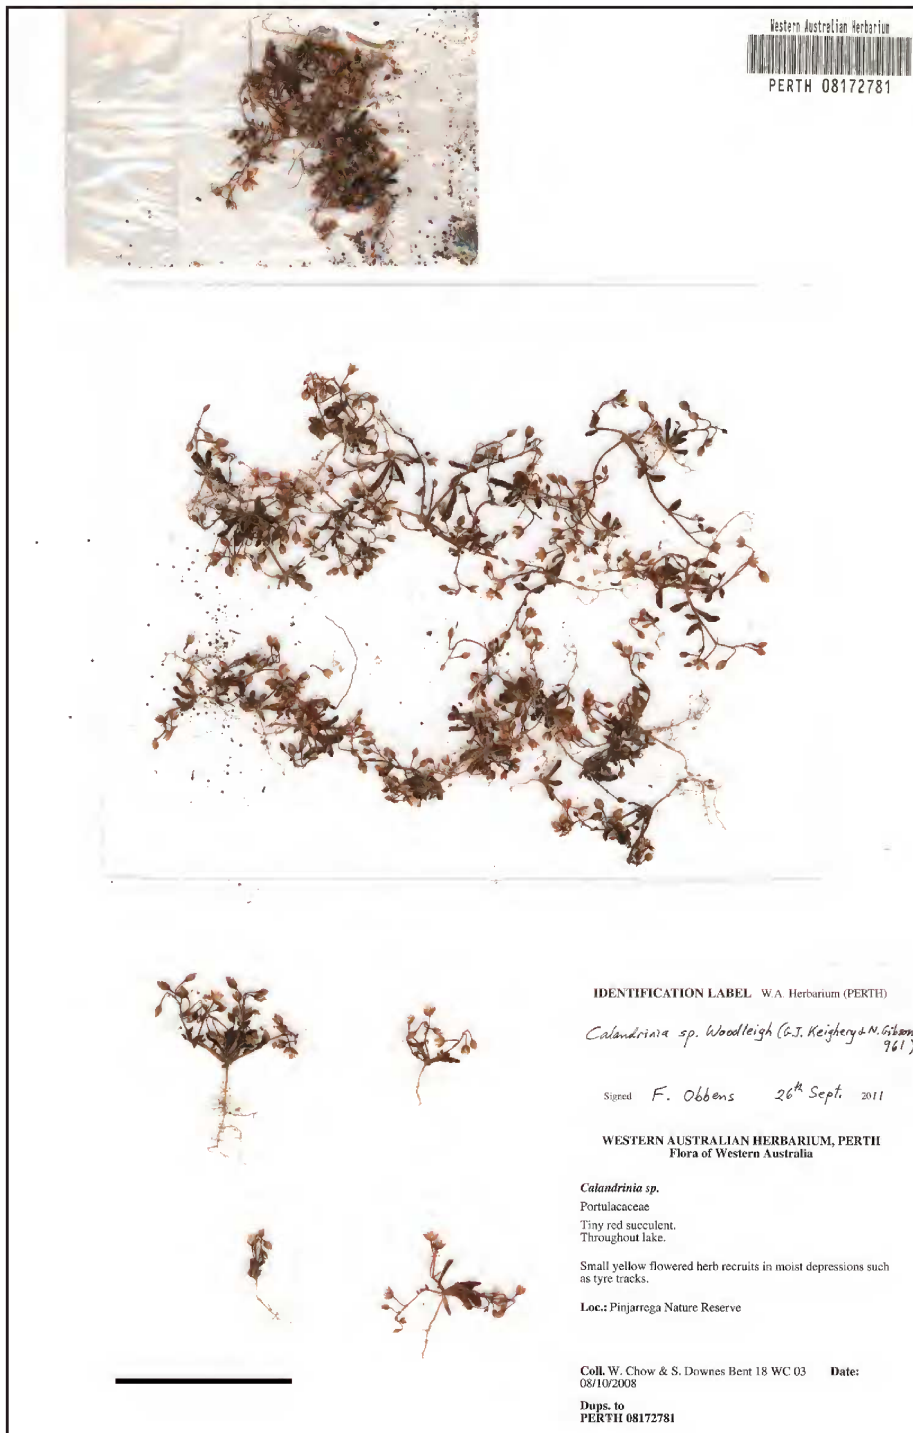 Western Australian Herbarium
PERTH 08172781
IDENTIFICATION LABEL W.A. Herbarium (PERTH)
Calandrinia sp. Woodleigh (G.J. Keighery & N. Gibson
961)
Signed F. Obbens 26th Sept. 2011
WESTERN AUSTRALIAN HERBARIUM, PERTH
Flora of Western Australia
Calandrinia sp.
Portulacaceae
Tiny red succulent.
Throughout lake.
Small yellow flowered herb recruits in moist depressions such
as tyre tracks.
Loc.: Pinjarrega Nature Reserve
Coll. W. Chow & S. Downes Bent 18 WC 03 Date:
08/10/2008
Dups. to
PERTH 08172781